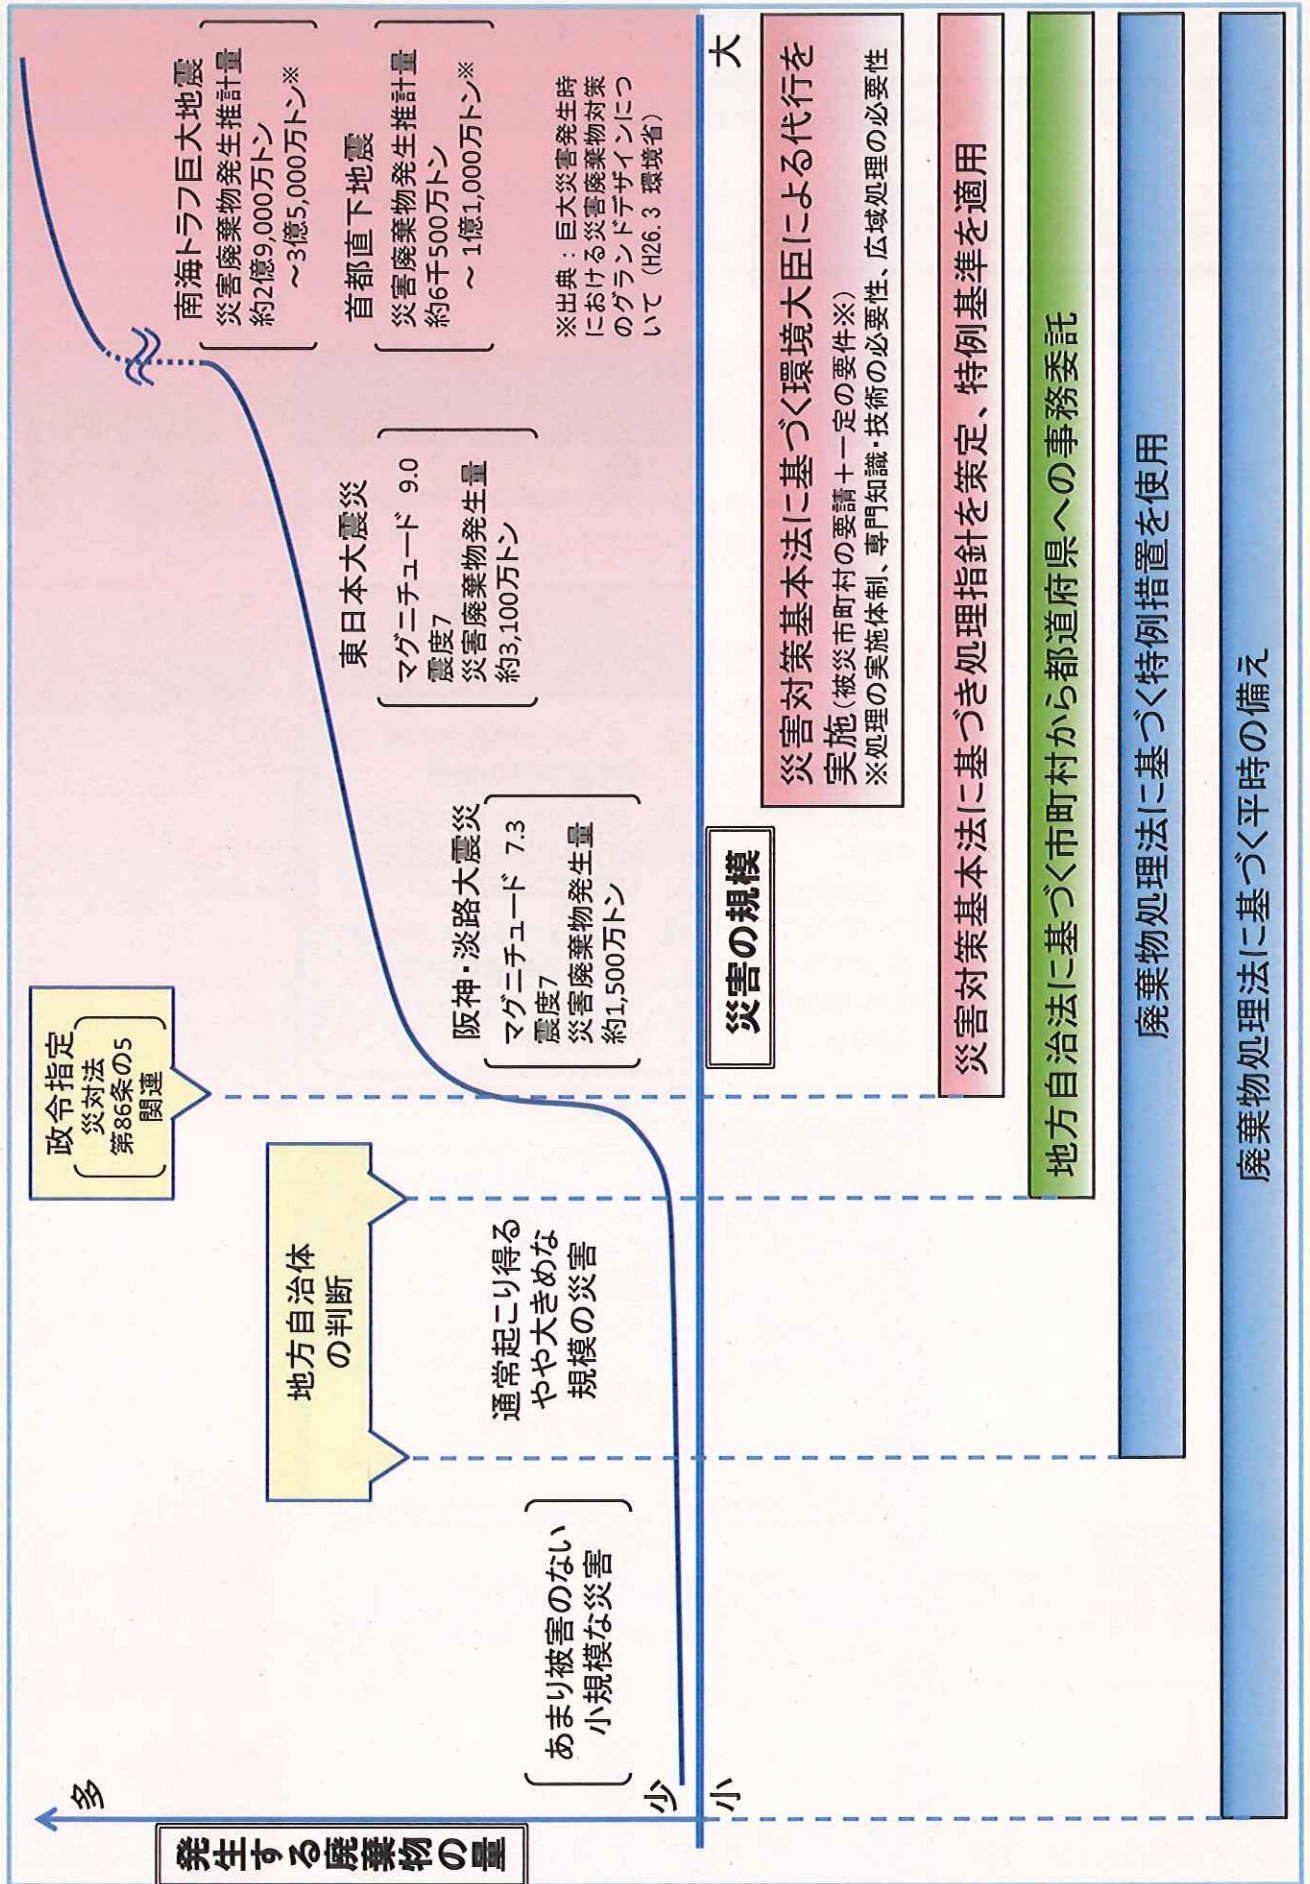 発生する廃棄物の量
多
少
政令指定
災対法
第86条の5
関連
地方自治体
の判断
あまり被害のない
小規模な災害
通常起こり得る
やや大きめな
規模の災害
阪神・淡路大震災
マグニチュード 7.3
震度7
災害廃棄物発生量
約1,500万トン
東日本大震災
マグニチュード 9.0
震度7
災害廃棄物発生量
約3,100万トン
南海トラフ巨大地震
災害廃棄物発生推計量
約2億9,000万トン
～3億5,000万トン※
首都直下地震
災害廃棄物発生推計量
約6千500万トン
～ 1億1,000万トン※
※出典：巨大災害発生時
における災害廃棄物対策
のグランドデザインにつ
いて（H26.3 環境省）
小
災害の規模
大
災害対策基本法に基づく環境大臣による代行を
実施（被災市町村の要請＋一定の要件※）
※処理の実施体制、専門知識・技術の必要性、広域処理の必要性
災害対策基本法に基づき処理指針を策定、特例基準を適用
地方自治法に基づく市町村から都道府県への事務委託
廃棄物処理法に基づく特例措置を使用
廃棄物処理法に基づく平時の備え